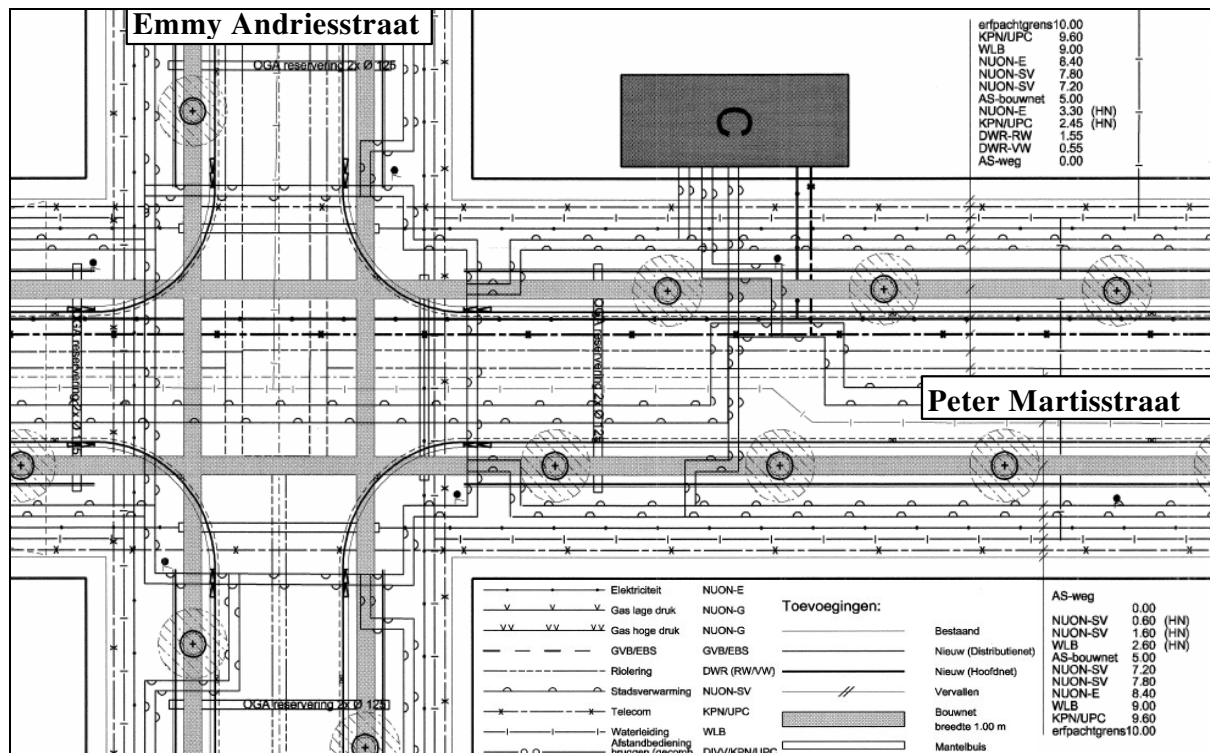 Emmy Andriesstraat
OGA reservering 2x Ø 125
C
erfpachtgrens 10.00
KPN/UPC 9.60
WLB 9.00
NUON-E 8.40
NUON-SV 7.80
NUON-SV 7.20
AS-bouwnet 5.00
NUON-E 3.30 (HN)
KPN/UPC 2.45 (HN)
DWR-RW 1.55
DWR-VW 0.55
AS-weg 0.00
OGA reservering 2x Ø 125
OGA reservering 2x Ø 125
Peter Martisstraat
OGA reservering 2x Ø 125
Elektriciteit NUON-E
Gas lage druk NUON-G
Gas hoge druk NUON-G
GVB/EBS GVB/EBS
Riolering DWR (RW/VW)
Stadsverwarming NUON-SV
Telecom KPN/UPC
Waterleiding WLB
Afstandbediening
bruggen DIVV/KPN/UPC
Toevoegingen:
Bestaand
Nieuw (Distributienet)
Nieuw (Hoofdnet)
Vervallen
Bouwnet
breedte 1.00 m
Mantelbuis
AS-weg
0.00
NUON-SV 0.60 (HN)
NUON-SV 1.60 (HN)
WLB 2.60 (HN)
AS-bouwnet 5.00
NUON-SV 7.20
NUON-SV 7.80
NUON-E 8.40
WLB 9.00
KPN/UPC 9.60
erfpachtgrens 10.00